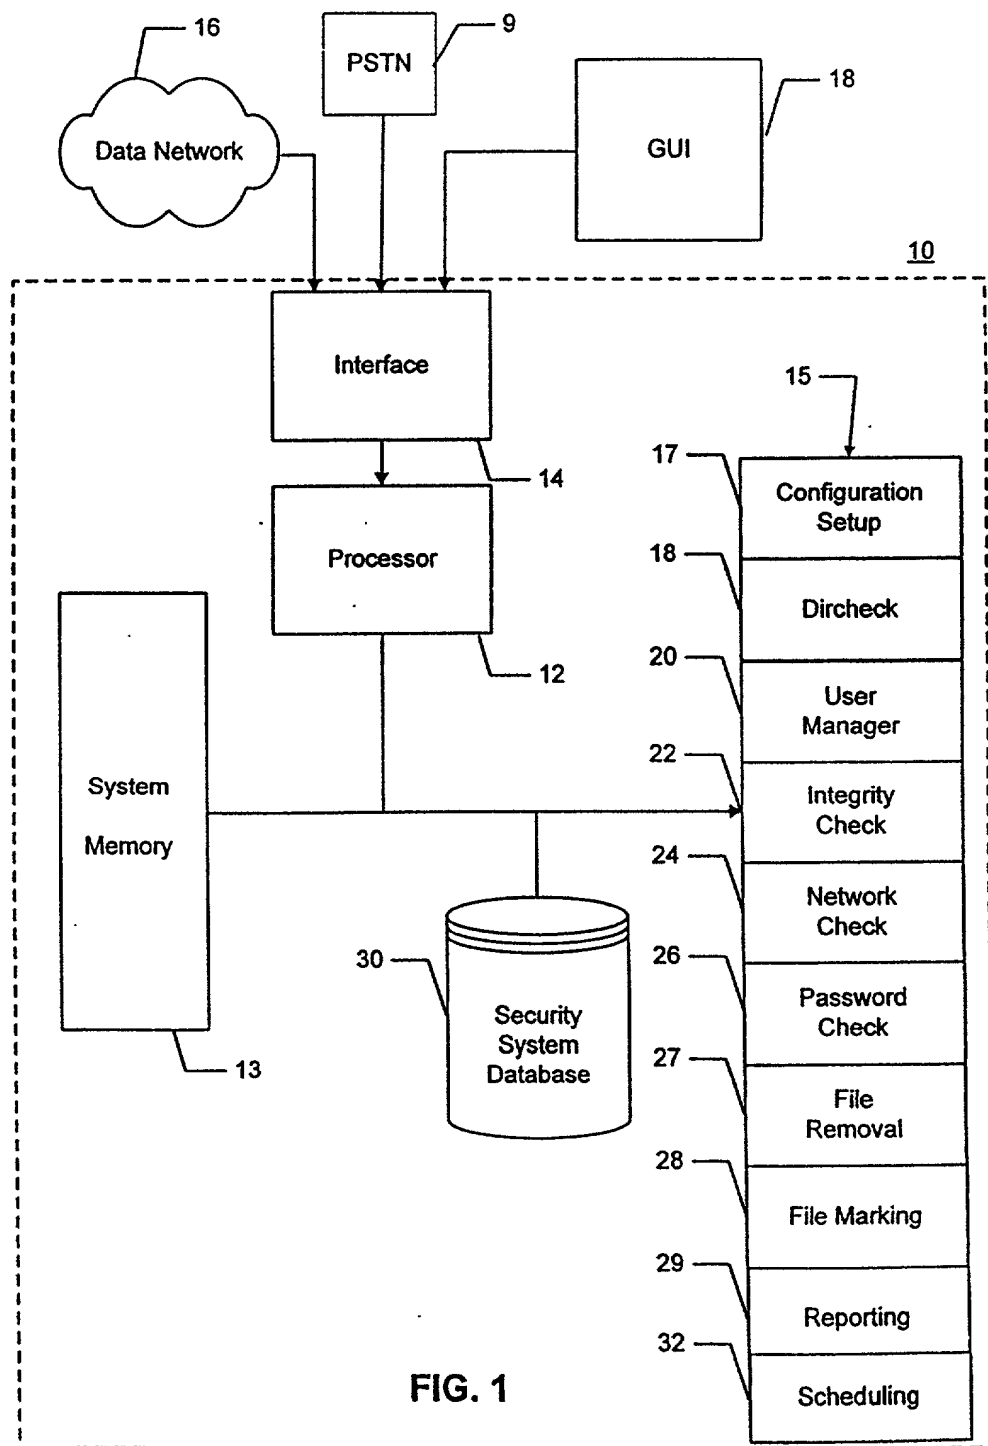 16
PSTN
9
Data Network
GUI
18
10
Interface
14
Processor
12
System
Memory
13
30
Security
System
Database
15
17
Configuration
Setup
18
Dircheck
20
User
Manager
22
Integrity
Check
24
Network
Check
26
Password
Check
27
File
Removal
28
File Marking
29
Reporting
32
Scheduling
FIG. 1